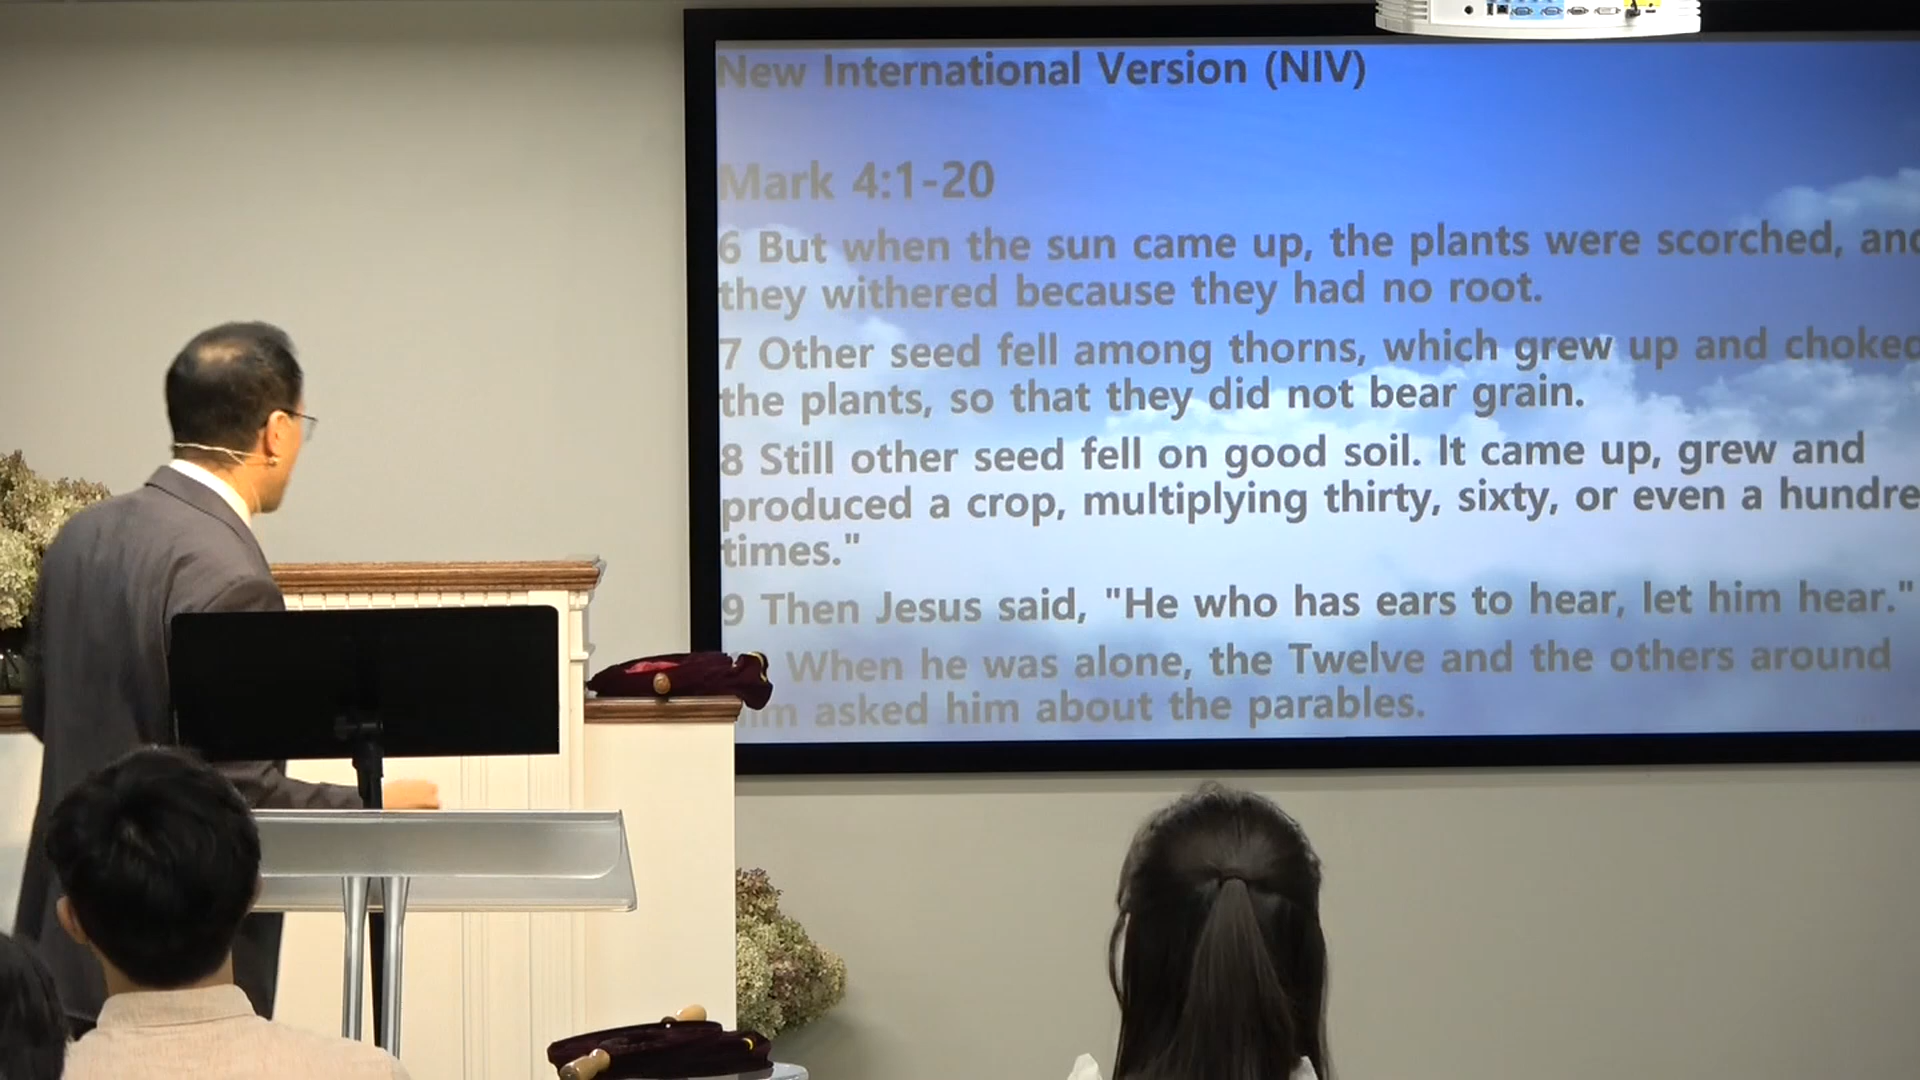 New International Version (NIV)
Mark 4:1-20
6 But when the sun came up, the plants were scorched, and
they withered because they had no root.
7 Other seed fell among thorns, which grew up and choked
the plants, so that they did not bear grain.
8 Still other seed fell on good soil. It came up, grew and
produced a crop, multiplying thirty, sixty, or even a hundre
times."
9 Then Jesus said, "He who has ears to hear, let him hear."
When he was alone, the Twelve and the others around
him asked him about the parables.